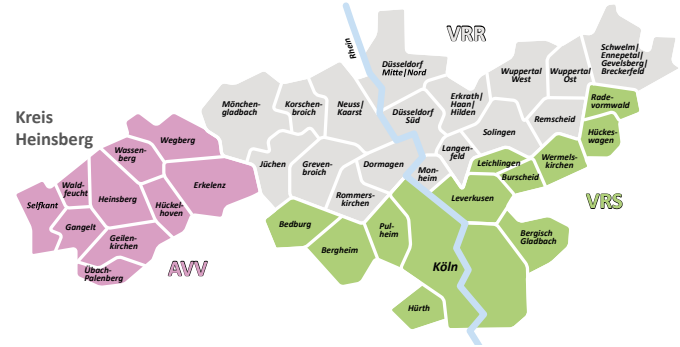 VRR
Rhein
Düsseldorf
Mitte|Nord
Wuppertal
West
Wuppertal
Ost
Schwelm|
Ennepetal|
Gevelsberg|
Breckerfeld
Mönchen-
gladbach
Korschen-
broich
Neuss|
Kaarst
Düsseldorf
Süd
Erkrath|
Haan|
Hilden
Solingen
Remscheid
Rade-
vormwald
Hückes-
wagen
Kreis
Heinsberg
Wegberg
Wassen-
berg
Jüchen
Greven-
broich
Dormagen
Mon-
heim
Langen-
feld
Leichlingen
Burscheid
Wermels-
kirchen
Selfkant
Wald-
feucht
Heinsberg
Hückel-
hoven
Erkelenz
Rommers-
kirchen
Leverkusen
VRS
Gangelt
Geilen-
kirchen
Übach-
Palenberg
AVV
Bedburg
Bergheim
Pul-
heim
Köln
Bergisch
Gladbach
Hürth